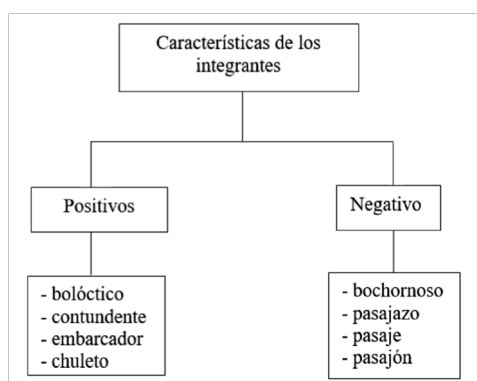 Características de los
integrantes
Positivos
Negativo
- bolóctico
- contundente
- embarcador
- chuleto
- bochornoso
- pasajazo
- pasaje
- pasajón